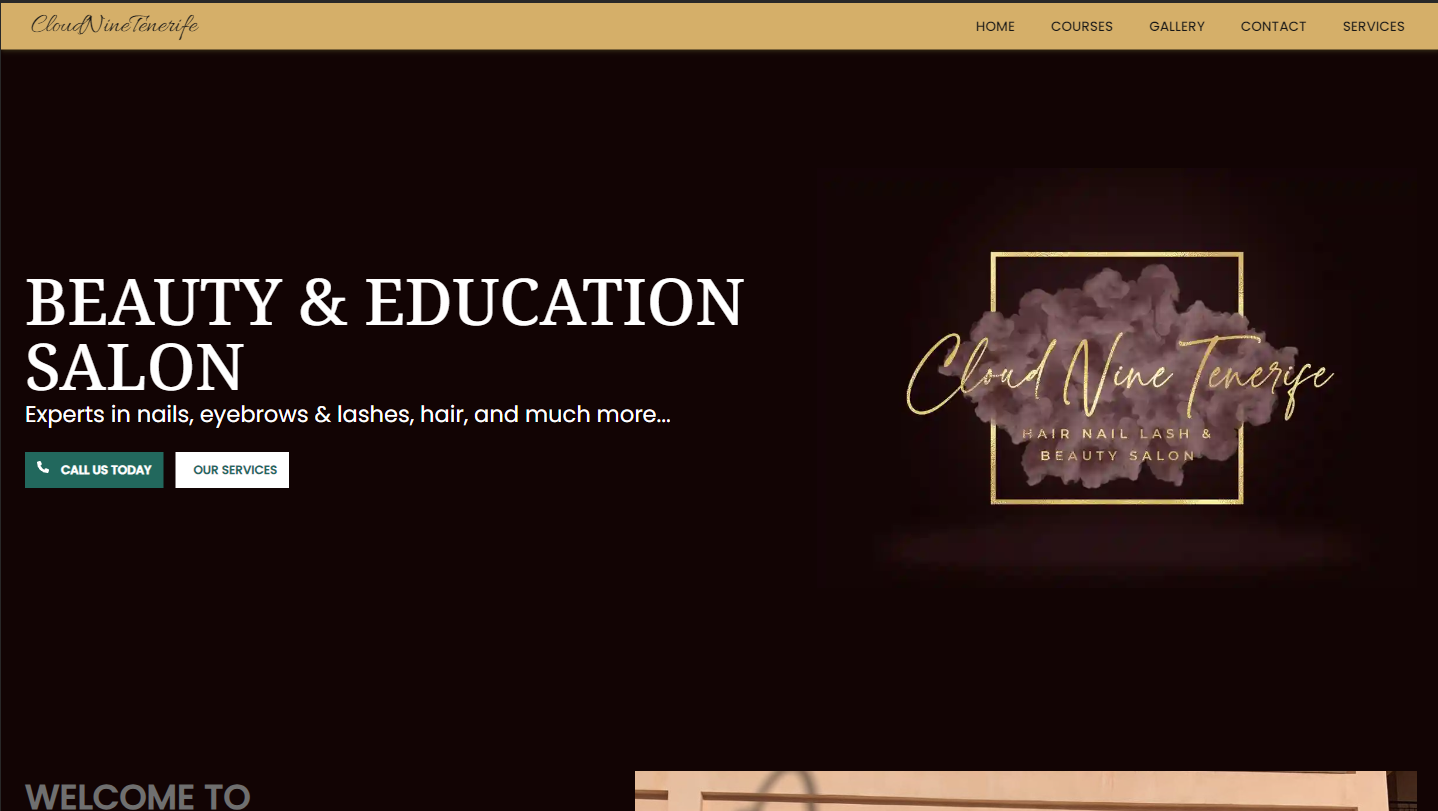 CloudNineTenerife
HOME COURSES GALLERY CONTACT SERVICES
BEAUTY & EDUCATION
SALON
Experts in nails, eyebrows & lashes, hair, and much more...
CALL US TODAY
OUR SERVICES
Cloud Nine Tenerife
HAIR NAIL LASH &
BEAUTY SALON
WELCOME TO